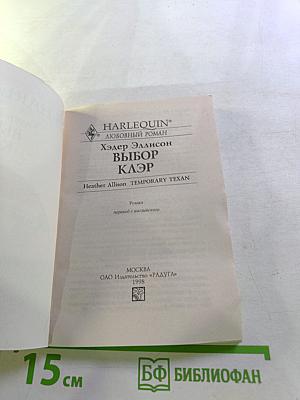 HARLEQUIN®
ЛЮБОВНЫЙ РОМАН
Хэдер Эллисон
ВЫБОР
КЛЭР
Heather Allison TEMPORARY TEXAN
Роман
перевод с английского
МОСКВА
ОАО Издательство «РАДУГА»
1998
15 см
БФ БИБЛИОФАН